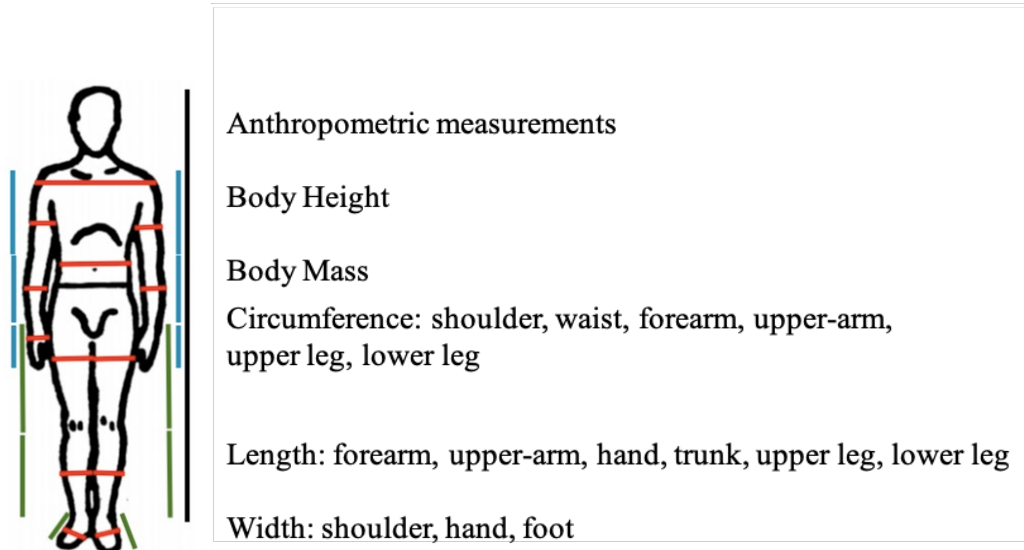 Anthropometric measurements
Body Height
Body Mass
Circumference: shoulder, waist, forearm, upper-arm,
upper leg, lower leg
Length: forearm, upper-arm, hand, trunk, upper leg, lower leg
Width: shoulder, hand, foot